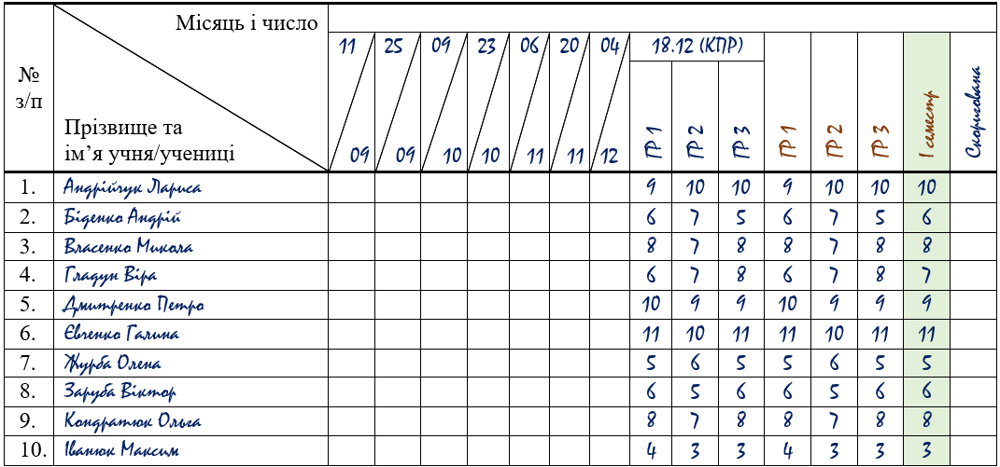 Місяць і число
№ з/п
Прізвище та
ім’я учня/учениці
11/09 25/09 09/10 23/10 06/11 20/11 04/12 18.12 (КПР)
ГР 1 ГР 2 ГР 3 ГР 1 ГР 2 ГР 3 І семестр Скоригована
1. Андрійчук Лариса 9 10 10 9 10 10 10
2. Біденко Андрій 6 7 5 6 7 5 6
3. Власенко Микола 8 7 8 8 7 8 8
4. Гладун Віра 6 7 8 6 7 8 7
5. Дмитренко Петро 10 9 9 10 9 9 9
6. Євченко Галина 11 10 11 11 10 11 11
7. Журба Олена 5 6 5 5 6 5 5
8. Заруба Віктор 6 5 6 6 5 6 6
9. Кондратюк Ольга 8 7 8 8 7 8 8
10. Іванюк Максим 4 3 3 4 3 3 3